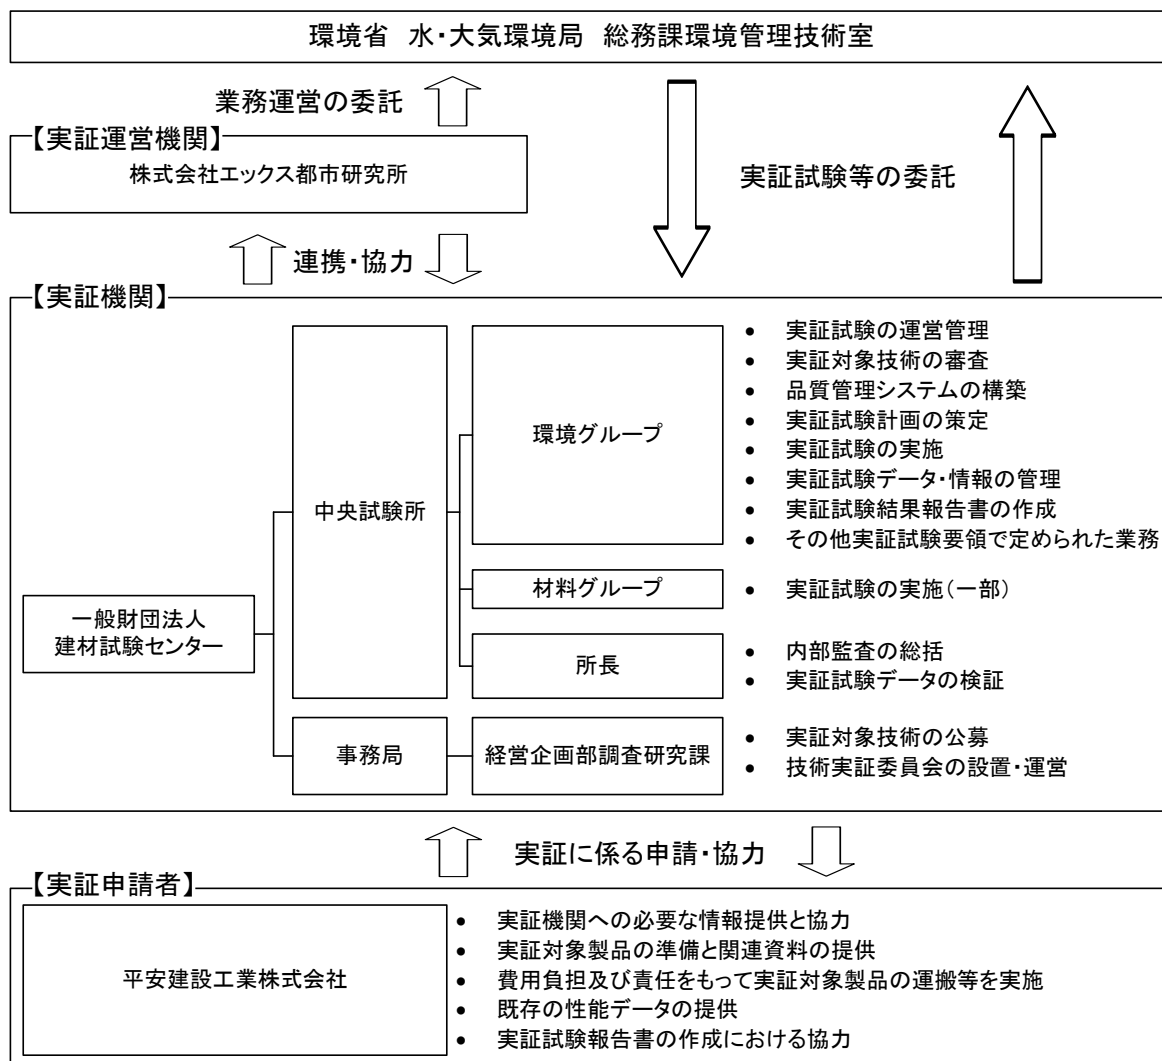 環境省　水・大気環境局　総務課環境管理技術室
業務運営の委託
【実証運営機関】
株式会社エックス都市研究所
実証試験等の委託
連携・協力
【実証機関】
一般財団法人
建材試験センター
中央試験所
環境グループ
• 実証試験の運営管理
• 実証対象技術の審査
• 品質管理システムの構築
• 実証試験計画の策定
• 実証試験の実施
• 実証試験データ・情報の管理
• 実証試験結果報告書の作成
• その他実証試験要領で定められた業務
材料グループ
• 実証試験の実施（一部）
所長
• 内部監査の総括
• 実証試験データの検証
事務局
経営企画部調査研究課
• 実証対象技術の公募
• 技術実証委員会の設置・運営
実証に係る申請・協力
【実証申請者】
平安建設工業株式会社
• 実証機関への必要な情報提供と協力
• 実証対象製品の準備と関連資料の提供
• 費用負担及び責任をもって実証対象製品の運搬等を実施
• 既存の性能データの提供
• 実証試験報告書の作成における協力